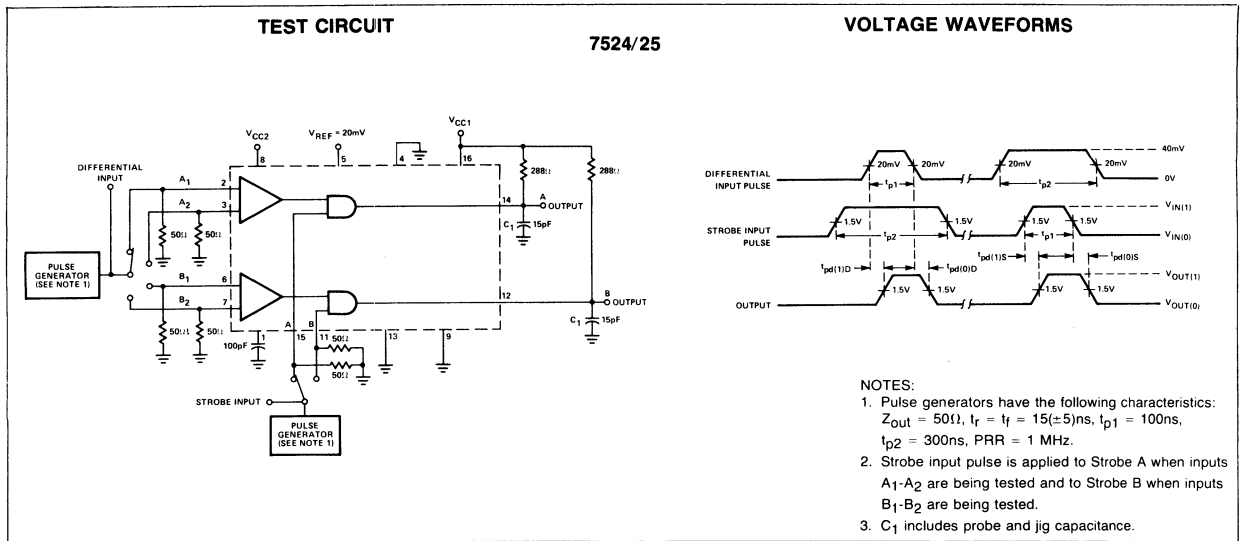 TEST CIRCUIT
7524/25
VOLTAGE WAVEFORMS
VCC2
8
VREF = 20mV
5
4
VCC1
16
288Ω
288Ω
DIFFERENTIAL
INPUT
A1
2
A2
3
50Ω
50Ω
14
A
OUTPUT
C1
15pF
PULSE
GENERATOR
(SEE NOTE 1)
B1
6
B2
7
50Ω
50Ω
12
B
OUTPUT
C1
15pF
100pF
1
A
15
B
11
50Ω
50Ω
13
9
STROBE INPUT
PULSE
GENERATOR
(SEE NOTE 1)
DIFFERENTIAL
INPUT PULSE
20mV
20mV
tp1
20mV
20mV
tp2
40mV
0V
STROBE INPUT
PULSE
1.5V
1.5V
tp2
1.5V
1.5V
tp1
VIN(1)
VIN(0)
tpd(1)D
tpd(0)D
tpd(1)S
tpd(0)S
OUTPUT
1.5V
1.5V
1.5V
1.5V
VOUT(1)
VOUT(0)
NOTES:
1. Pulse generators have the following characteristics:
Zout = 50Ω, tr = tf = 15(±5)ns, tp1 = 100ns,
tp2 = 300ns, PRR = 1 MHz.
2. Strobe input pulse is applied to Strobe A when inputs
A1-A2 are being tested and to Strobe B when inputs
B1-B2 are being tested.
3. C1 includes probe and jig capacitance.